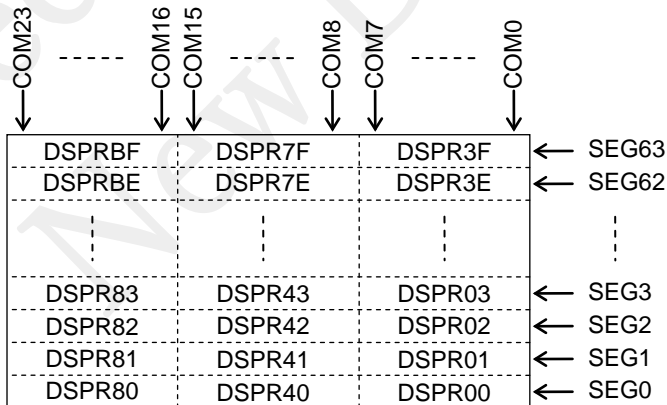 COM23 ------ COM16 COM15 ------ COM8 COM7 ------ COM0
DSPRBF DSPR7F DSPR3F SEG63
DSPRBE DSPR7E DSPR3E SEG62
DSPR83 DSPR43 DSPR03 SEG3
DSPR82 DSPR42 DSPR02 SEG2
DSPR81 DSPR41 DSPR01 SEG1
DSPR80 DSPR40 DSPR00 SEG0
New